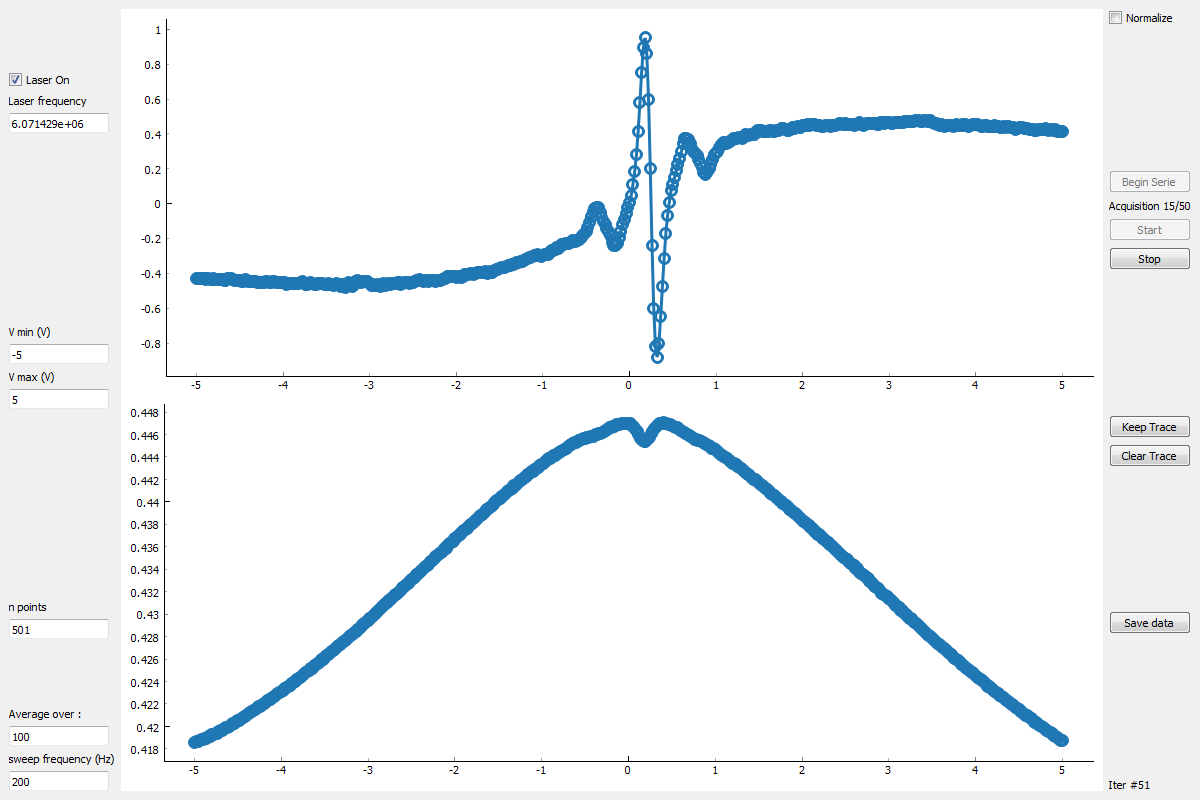 Laser On
Laser frequency
6.071429e+06
V min (V)
-5
V max (V)
5
n points
501
Average over :
100
sweep frequency (Hz)
200
1
0.8
0.6
0.4
0.2
0
-0.2
-0.4
-0.6
-0.8
-5 -4 -3 -2 -1 0 1 2 3 4 5
0.448
0.446
0.444
0.442
0.44
0.438
0.436
0.434
0.432
0.43
0.428
0.426
0.424
0.422
0.42
0.418
-5 -4 -3 -2 -1 0 1 2 3 4 5
Normalize
Begin Serie
Acquisition 15/50
Start
Stop
Keep Trace
Clear Trace
Save data
Iter #51